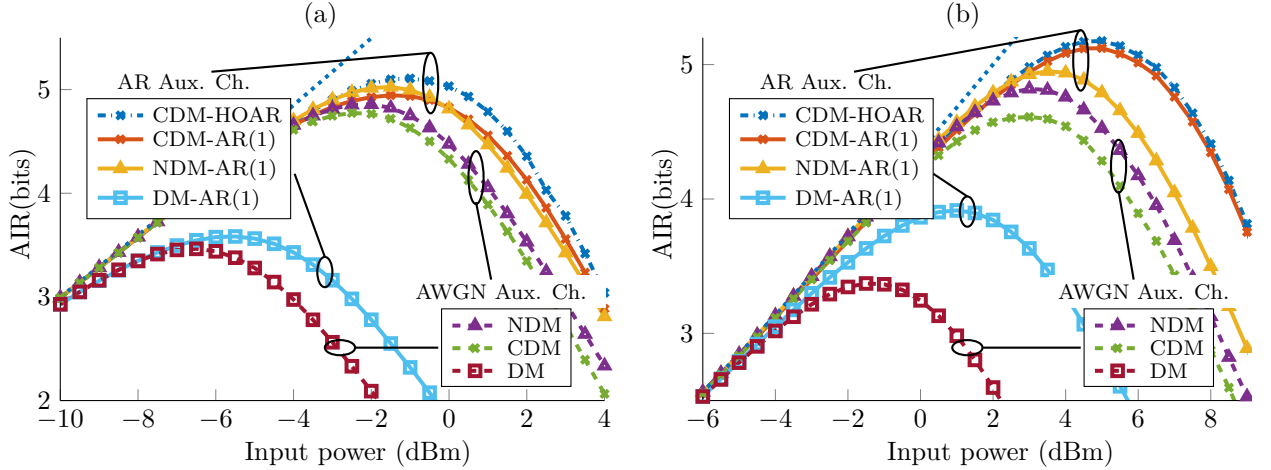 (a)
AIR(bits)
5
4
3
2
AR Aux. Ch.
CDM-HOAR
CDM-AR(1)
NDM-AR(1)
DM-AR(1)
AWGN Aux. Ch.
NDM
CDM
DM
−10 −8 −6 −4 −2 0 2 4
Input power (dBm)
(b)
AIR(bits)
5
4
3
AR Aux. Ch.
CDM-HOAR
CDM-AR(1)
NDM-AR(1)
DM-AR(1)
AWGN Aux. Ch.
NDM
CDM
DM
−6 −4 −2 0 2 4 6 8
Input power (dBm)